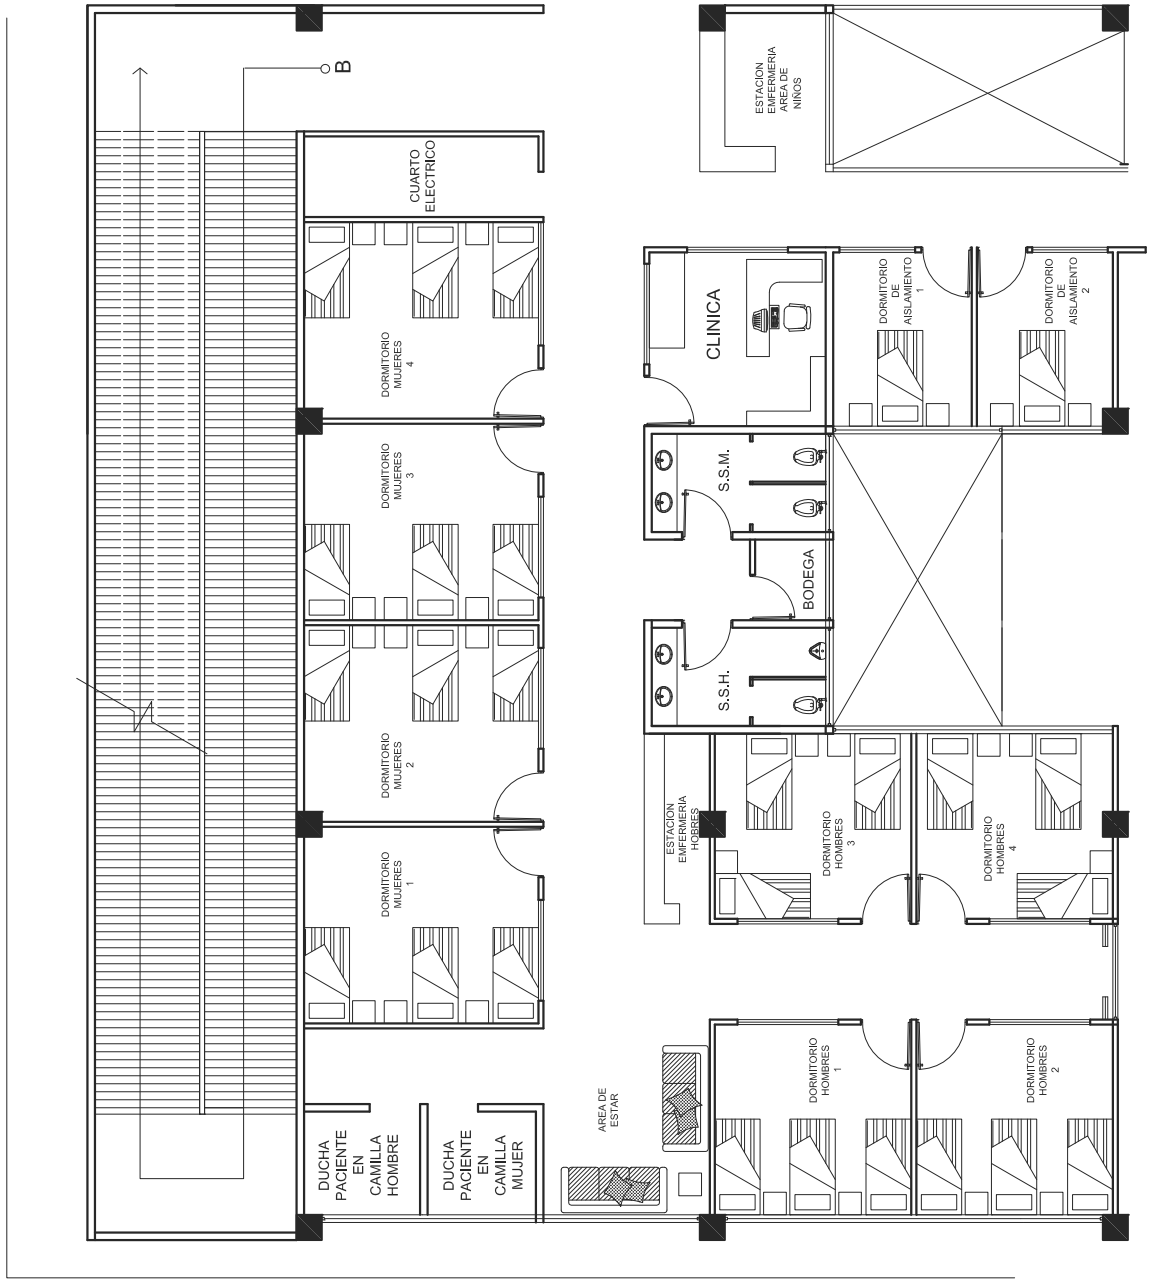 B
ESTACION
EMFERMERIA
AREA DE
NIÑOS
CUARTO
ELECTRICO
DORMITORIO
MUJERES
4
CLINICA
DORMITORIO
DE
AISLAMIENTO
1
DORMITORIO
DE
AISLAMIENTO
2
DORMITORIO
MUJERES
3
S.S.M.
BODEGA
S.S.H.
DORMITORIO
MUJERES
2
ESTACION
EMFERMERIA
HOBRES
DORMITORIO
HOMBRES
3
DORMITORIO
HOMBRES
4
DORMITORIO
MUJERES
1
DORMITORIO
HOMBRES
1
DORMITORIO
HOMBRES
2
AREA DE
ESTAR
DUCHA
PACIENTE
EN
CAMILLA
HOMBRE
DUCHA
PACIENTE
EN
CAMILLA
MUJER